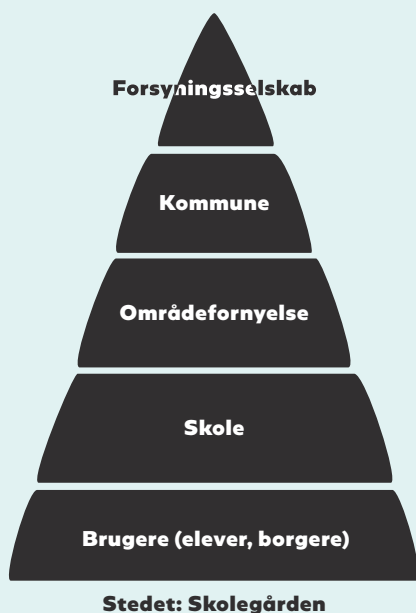 Forsyningsselskab
Kommune
Områdefornyelse
Skole
Brugere (elever, borgere)
Stedet: Skolegården